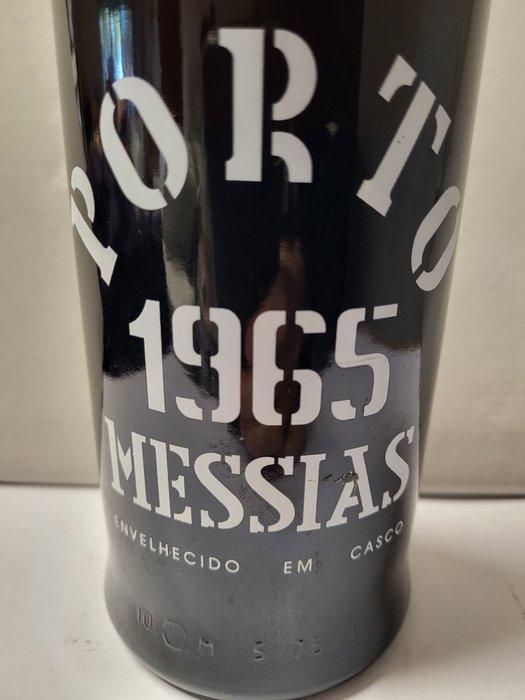 PORTO
1965
MESSIAS
ENVELHECIDO EM CASCO